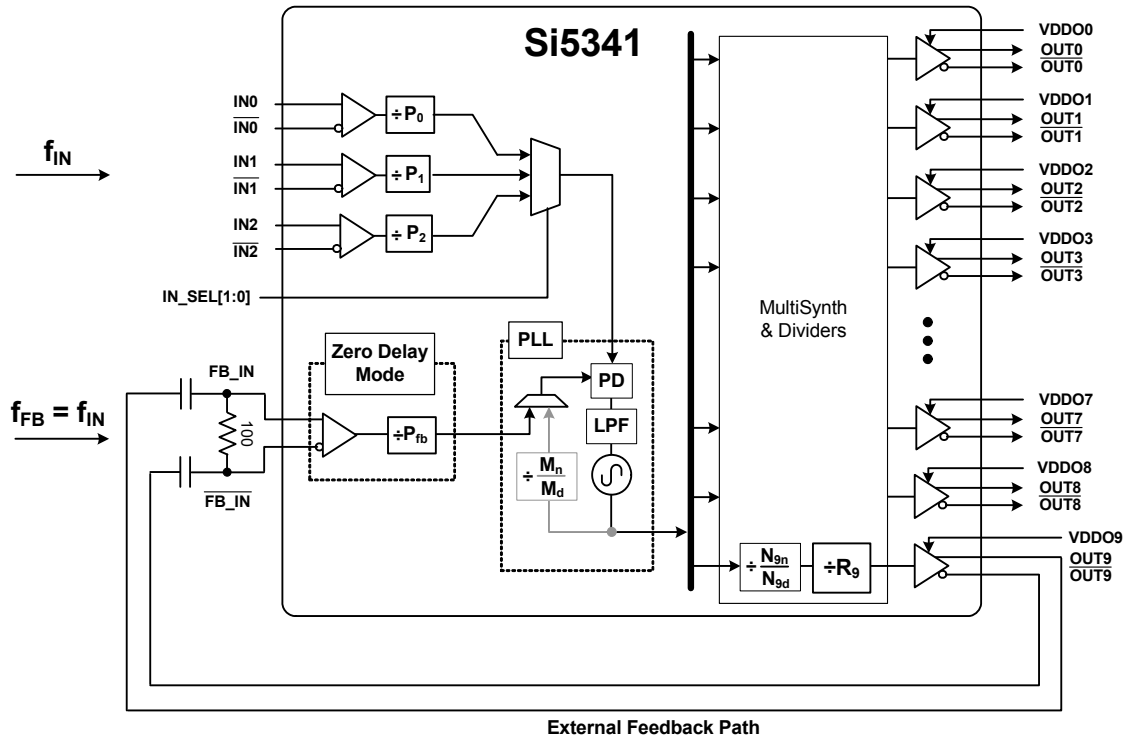 Si5341
f_IN
IN0
IN0
÷P0
IN1
IN1
÷P1
IN2
IN2
÷P2
IN_SEL[1:0]
Zero Delay
Mode
f_FB = f_IN
FB_IN
100
FB_IN
÷Pfb
PLL
PD
LPF
÷ Mn
Md
MultiSynth
& Dividers
÷ N9n
N9d
÷R9
VDDO0
OUT0
OUT0
VDDO1
OUT1
OUT1
VDDO2
OUT2
OUT2
VDDO3
OUT3
OUT3
VDDO7
OUT7
OUT7
VDDO8
OUT8
OUT8
VDDO9
OUT9
OUT9
External Feedback Path